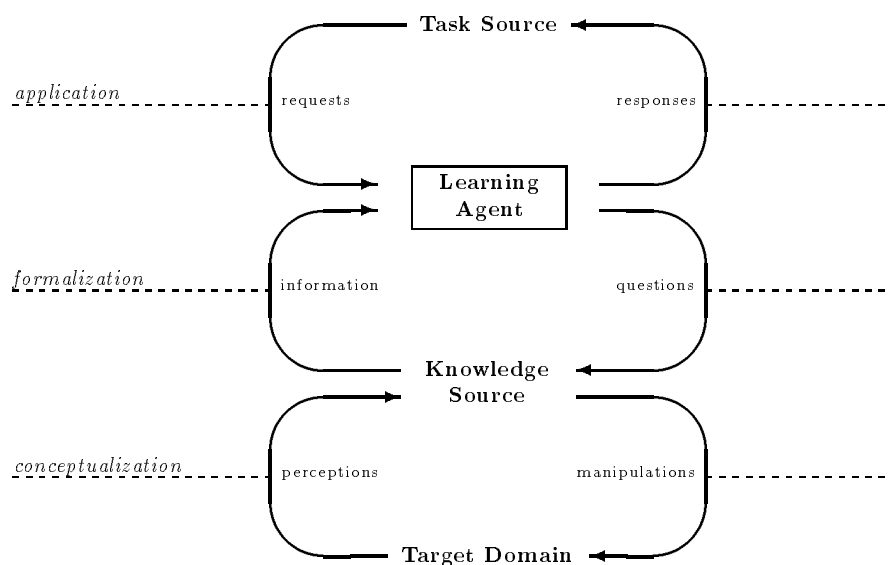 Task Source
application
requests
responses
Learning
Agent
formalization
information
questions
Knowledge
Source
conceptualization
perceptions
manipulations
Target Domain